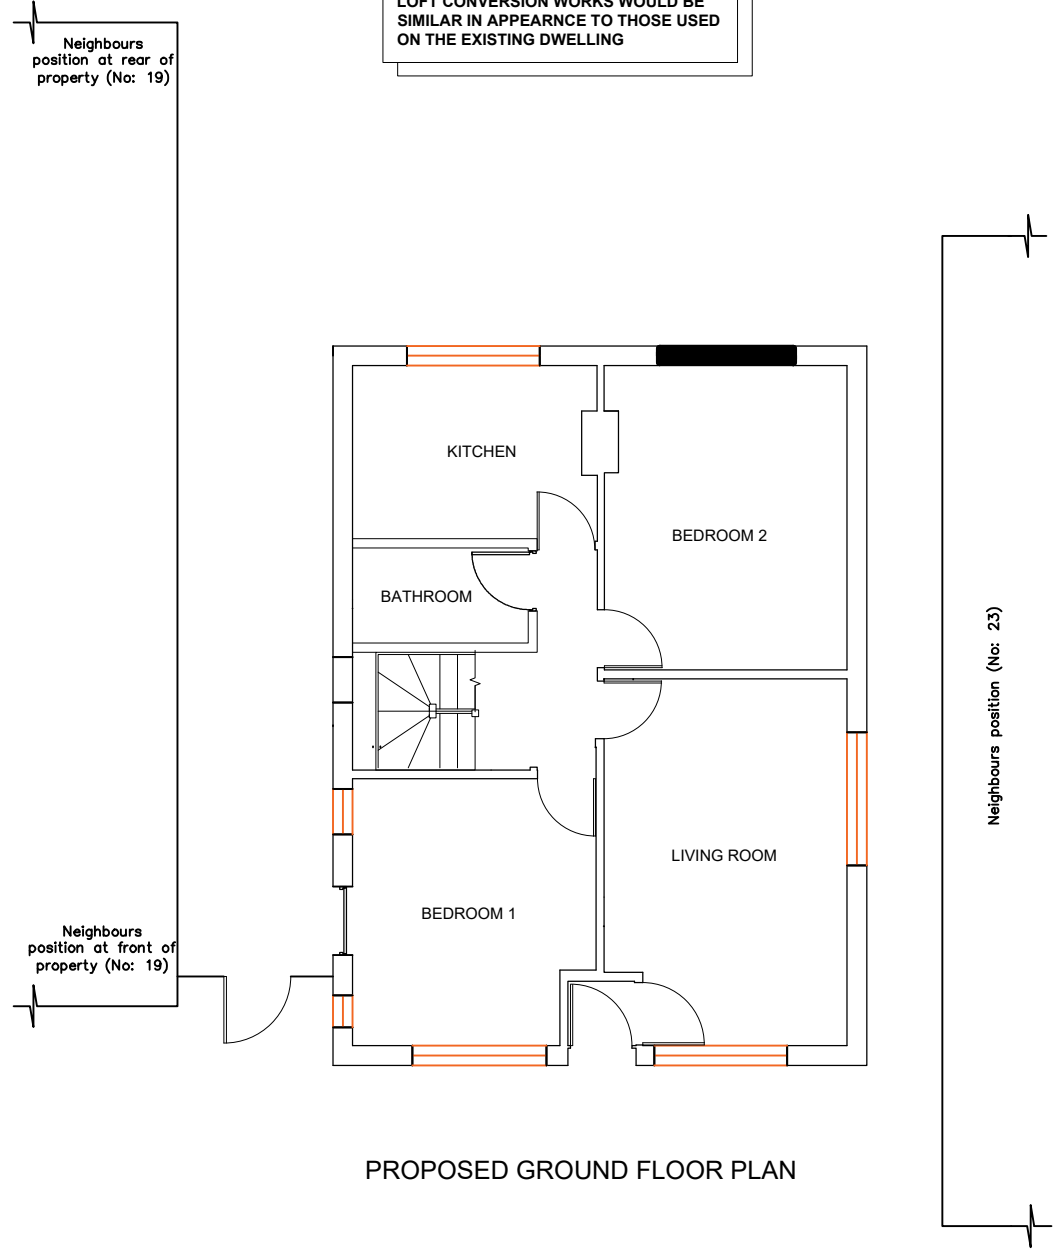 LOFT CONVERSION WORKS WOULD BE
SIMILAR IN APPEARNCE TO THOSE USED
ON THE EXISTING DWELLING
Neighbours
position at rear of
property (No: 19)
KITCHEN
BEDROOM 2
BATHROOM
Neighbours position (No: 23)
LIVING ROOM
BEDROOM 1
Neighbours
position at front of
property (No: 19)
PROPOSED GROUND FLOOR PLAN